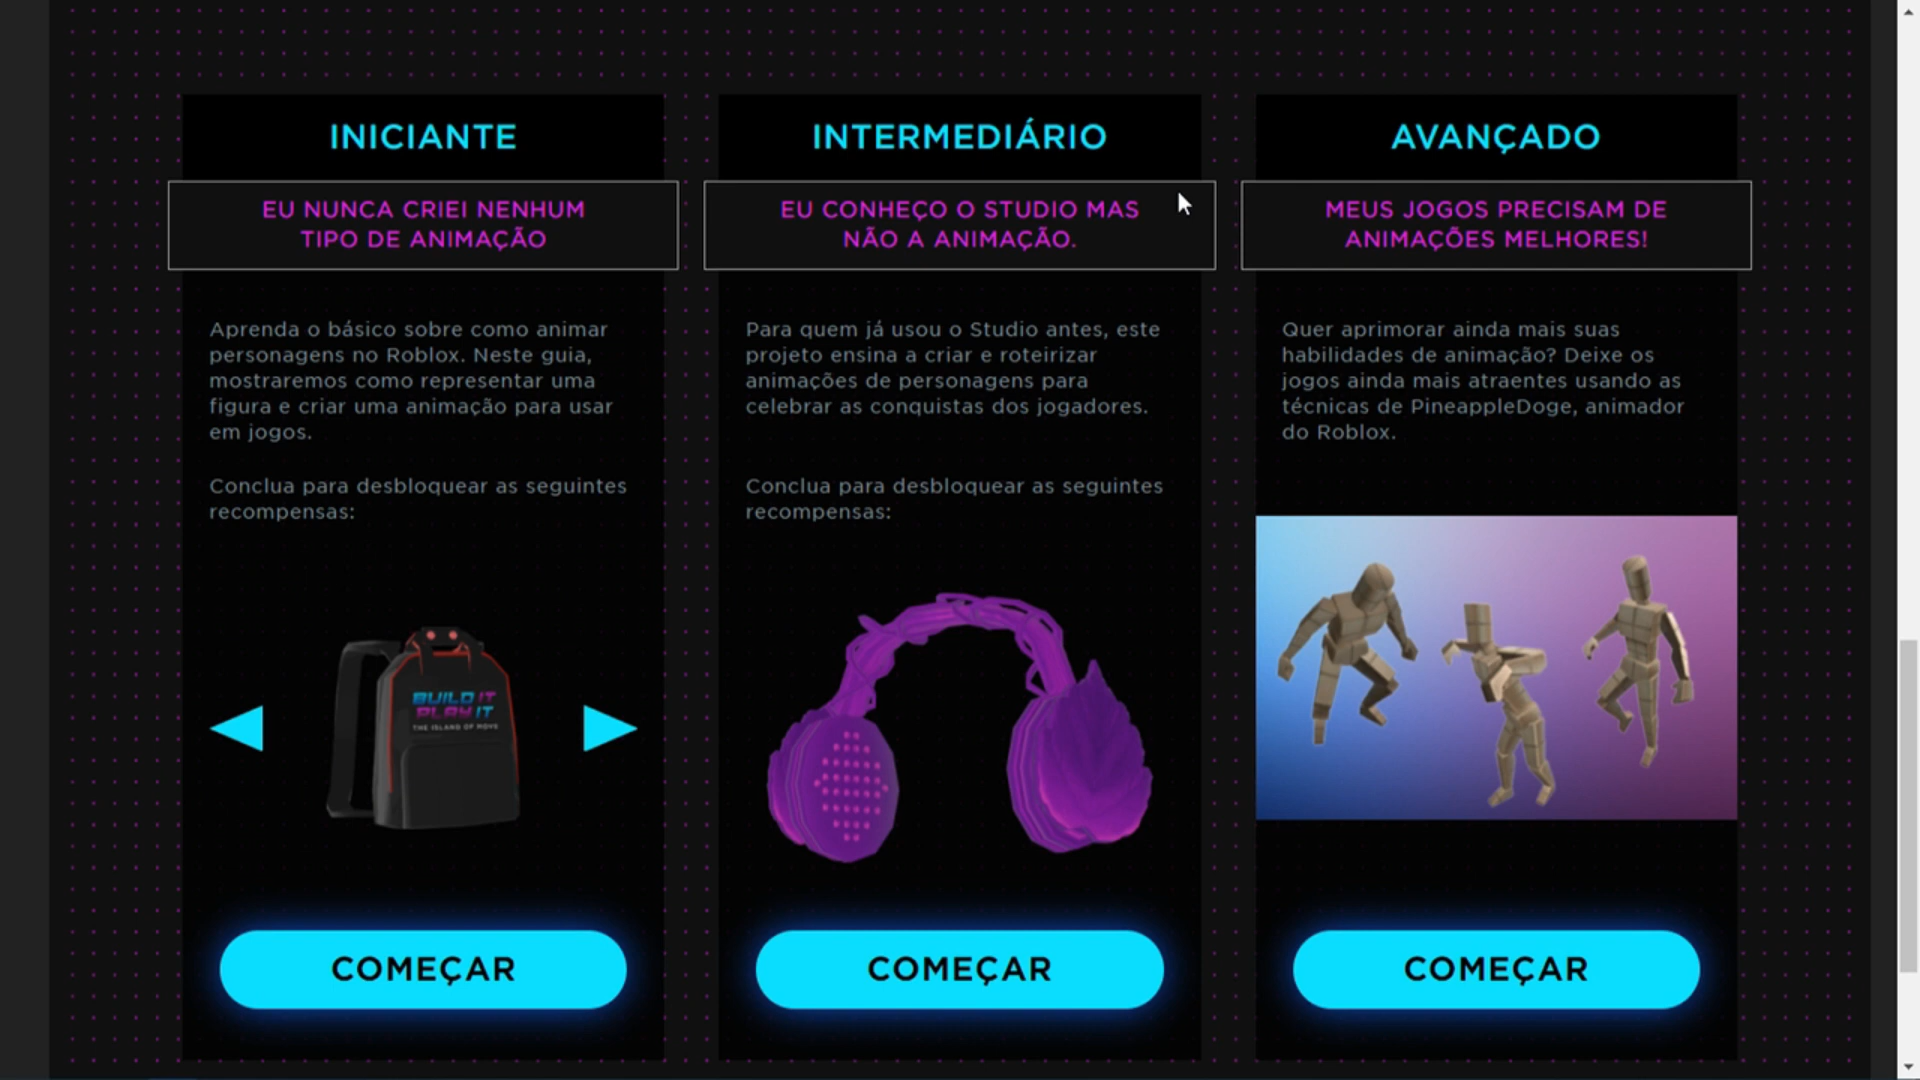 INICIANTE
EU NUNCA CRIEI NENHUM
TIPO DE ANIMAÇÃO
Aprenda o básico sobre como animar
personagens no Roblox. Neste guia,
mostraremos como representar uma
figura e criar uma animação para usar
em jogos.
Conclua para desbloquear as seguintes
recompensas:
BUILD IT
PLAY IT
THE ISLAND OF MOVE
COMEÇAR
INTERMEDIÁRIO
EU CONHEÇO O STUDIO MAS
NÃO A ANIMAÇÃO.
Para quem já usou o Studio antes, este
projeto ensina a criar e roteirizar
animações de personagens para
celebrar as conquistas dos jogadores.
Conclua para desbloquear as seguintes
recompensas:
COMEÇAR
AVANÇADO
MEUS JOGOS PRECISAM DE
ANIMAÇÕES MELHORES!
Quer aprimorar ainda mais suas
habilidades de animação? Deixe os
jogos ainda mais atraentes usando as
técnicas de PineappleDoge, animador
do Roblox.
COMEÇAR